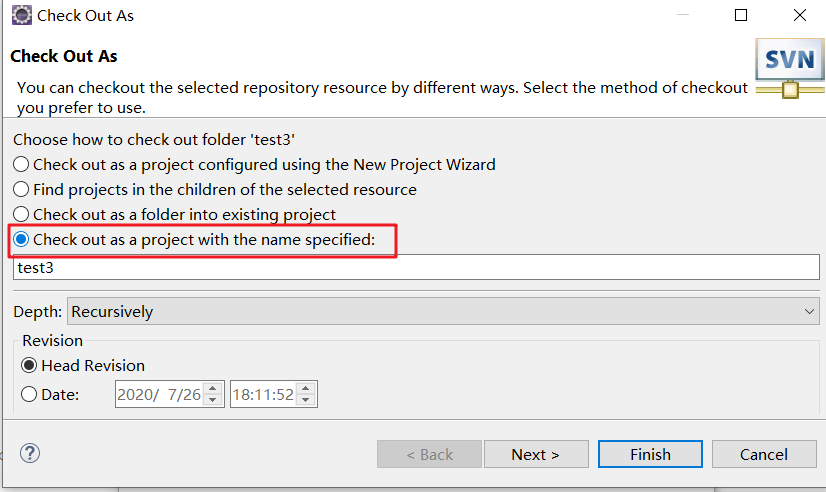 Check Out As
Check Out As
SVN
You can checkout the selected repository resource by different ways. Select the method of checkout
you prefer to use.
Choose how to check out folder 'test3'
Check out as a project configured using the New Project Wizard
Find projects in the children of the selected resource
Check out as a folder into existing project
Check out as a project with the name specified:
test3
Depth: Recursively
Revision
Head Revision
Date: 2020/ 7/26 18:11:52
? < Back Next > Finish Cancel